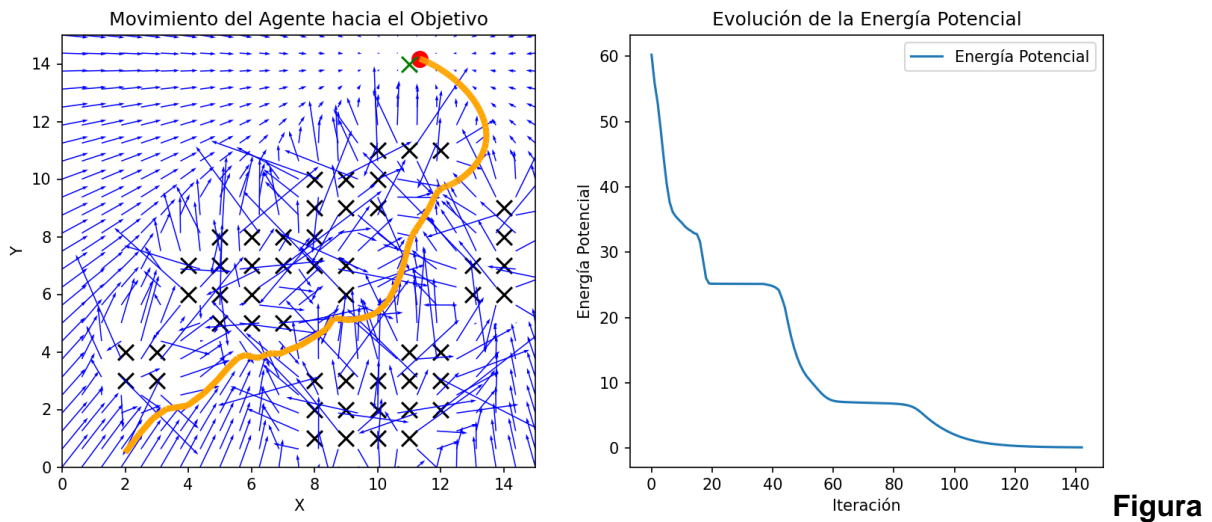 Movimiento del Agente hacia el Objetivo
14
12
10
8
6
4
2
0
Y
0 2 4 6 8 10 12 14
X
Evolución de la Energía Potencial
Energía Potencial
60
50
40
30
20
10
0
Energía Potencial
0 20 40 60 80 100 120 140
Iteración
Figura